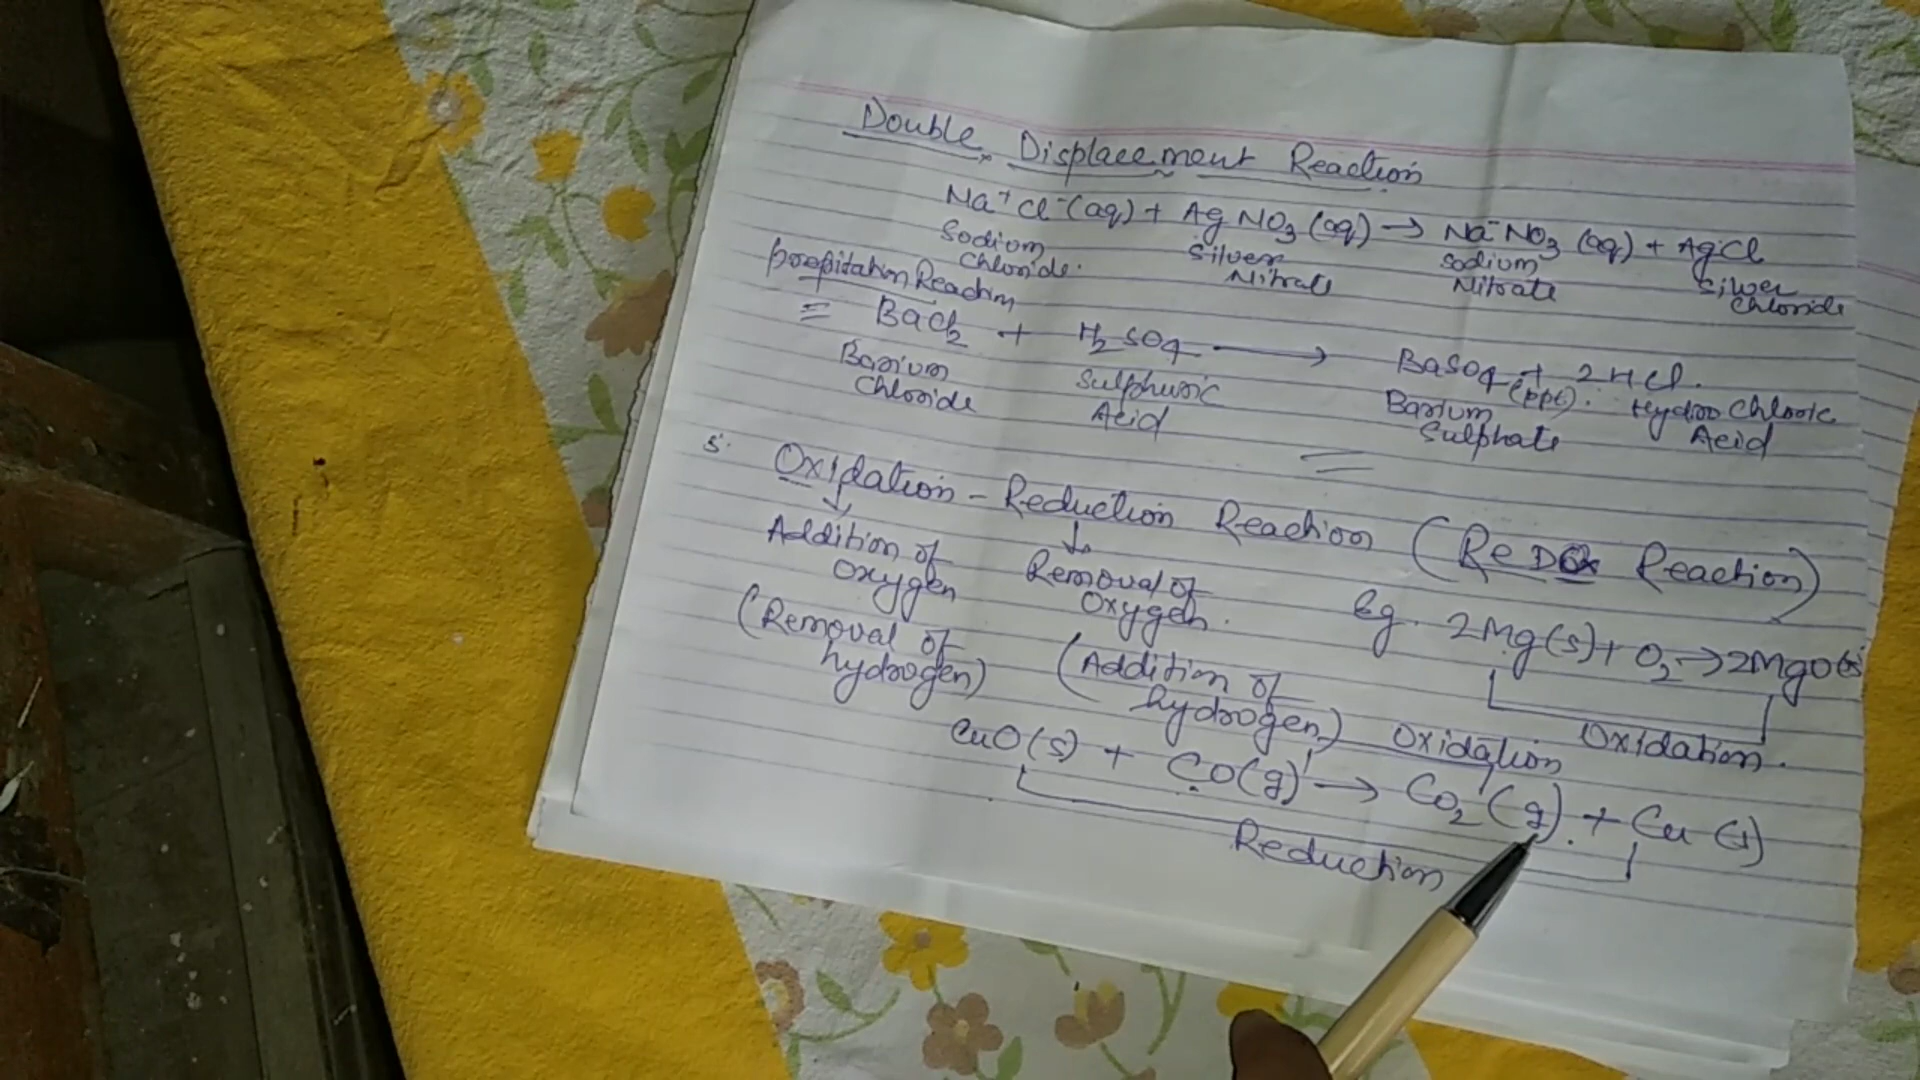 Double Displacement Reaction
Na⁺Cl⁻(aq) + AgNO₃(aq) → Na⁻NO₃(aq) + AgCl
Sodium Chloride. Silver Nitrate Sodium Nitrate Silver Chloride
Reaction
= BaCl₂ + H₂SO₄ → BaSO₄(ppt). + 2HCl.
Barium Chloride Sulphuric Acid Barium Sulphate Hydro Chloric Acid
5. Oxidation - Reduction Reaction (ReDOx Reaction)
↓ Addition of oxygen ↓ Removal of Oxygen.
(Removal of hydrogen) (Addition of hydrogen)
Eg. 2Mg(s) + O₂ → 2MgO(s)
Oxidation.
Oxidation
CuO(s) + CO(g) → CO₂(g) + Cu(s)
Reduction